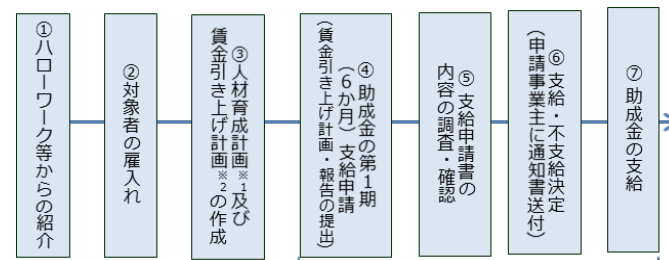 ①ハローワーク等からの紹介
②対象者の雇入れ
③人材育成計画※1及び
賃金引き上げ計画※2の作成
④助成金の第1期
(6か月)支給申請
(賃金引き上げ計画・報告の提出)
⑤支給申請書の
内容の調査・確認
⑥支給・不支給決定
(申請事業主に通知書送付)
⑦助成金の支給